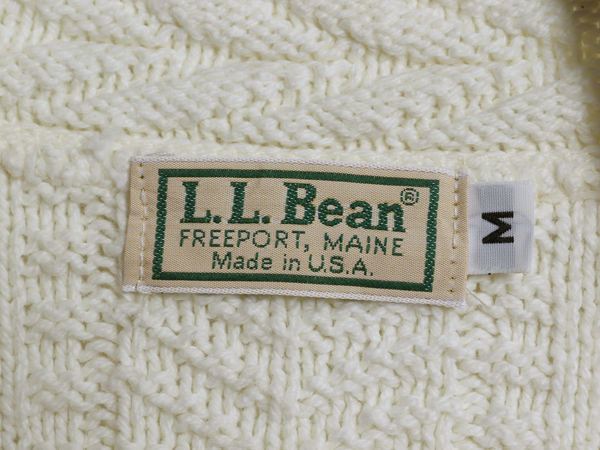 L.L. Bean®
FREEPORT, MAINE
Made in U.S.A.
M